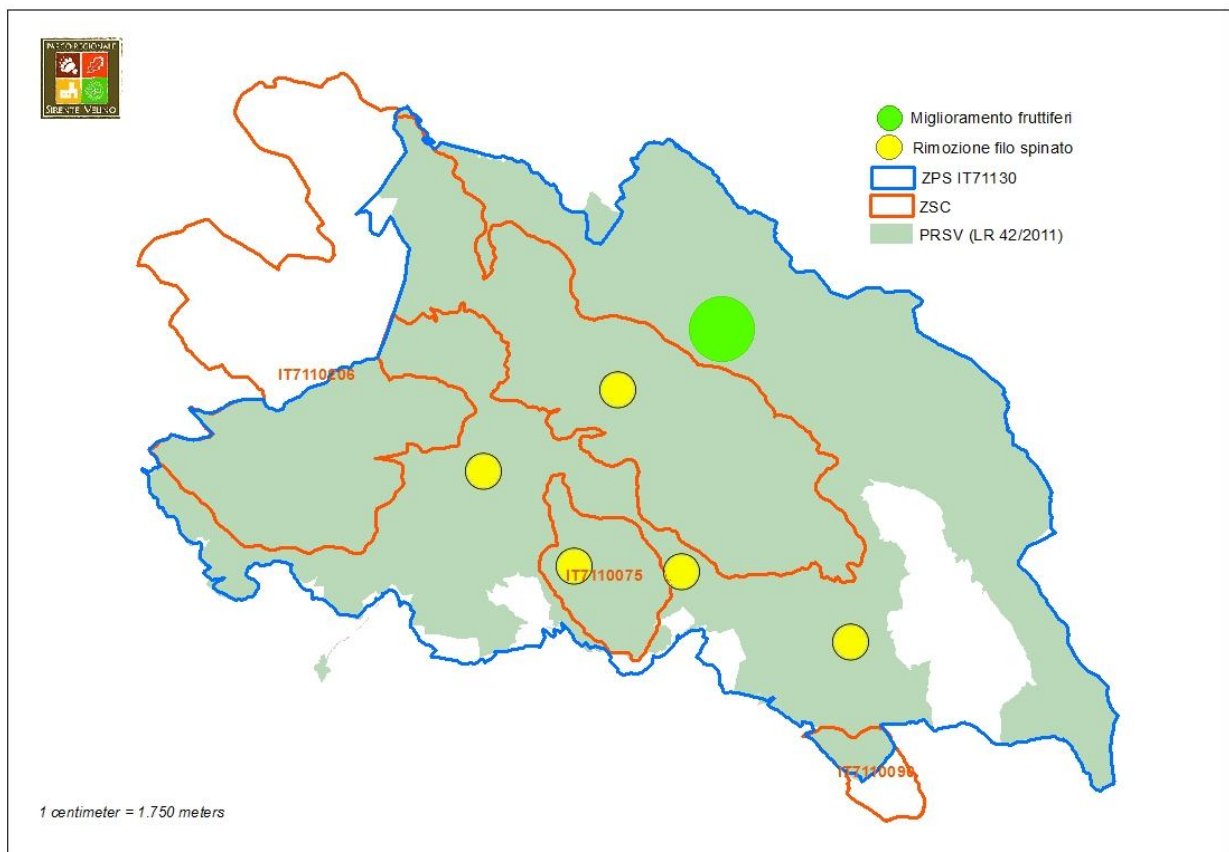 PARCO REGIONALE
SIRENTE VELINO
Miglioramento fruttiferi
Rimozione filo spinato
ZPS IT71130
ZSC
PRSV (LR 42/2011)
IT7110206
IT7110075
IT7110090
1 centimeter = 1.750 meters